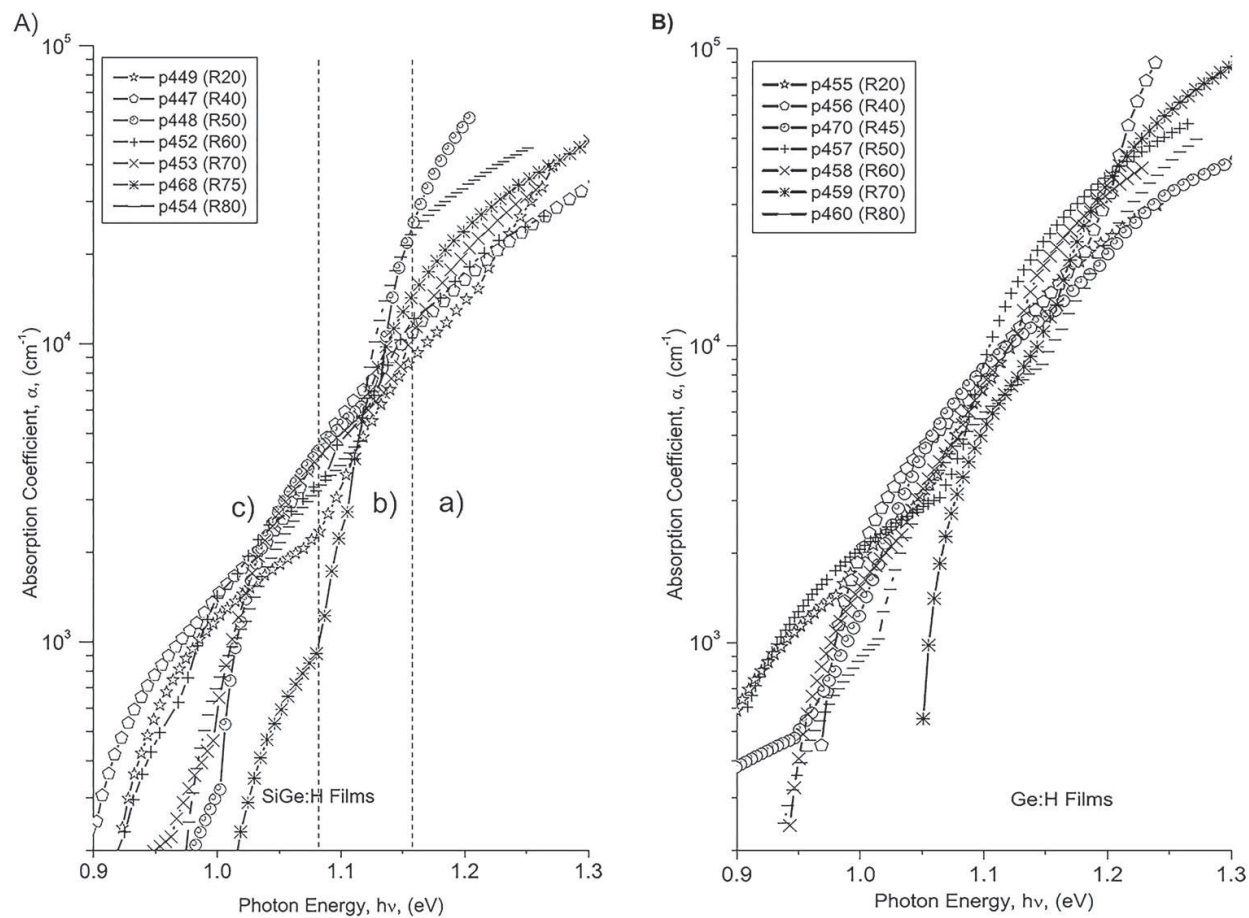 A)
10^5
p449 (R20)
p447 (R40)
p448 (R50)
p452 (R60)
p453 (R70)
p468 (R75)
p454 (R80)
Absorption Coefficient, α, (cm^-1)
10^4
10^3
c)
b)
a)
SiGe:H Films
0.9
1.0
1.1
1.2
1.3
Photon Energy, hν, (eV)
B)
10^5
p455 (R20)
p456 (R40)
p470 (R45)
p457 (R50)
p458 (R60)
p459 (R70)
p460 (R80)
Absorption Coefficient, α, (cm^-1)
10^4
10^3
Ge:H Films
0.9
1.0
1.1
1.2
1.3
Photon Energy, hν, (eV)